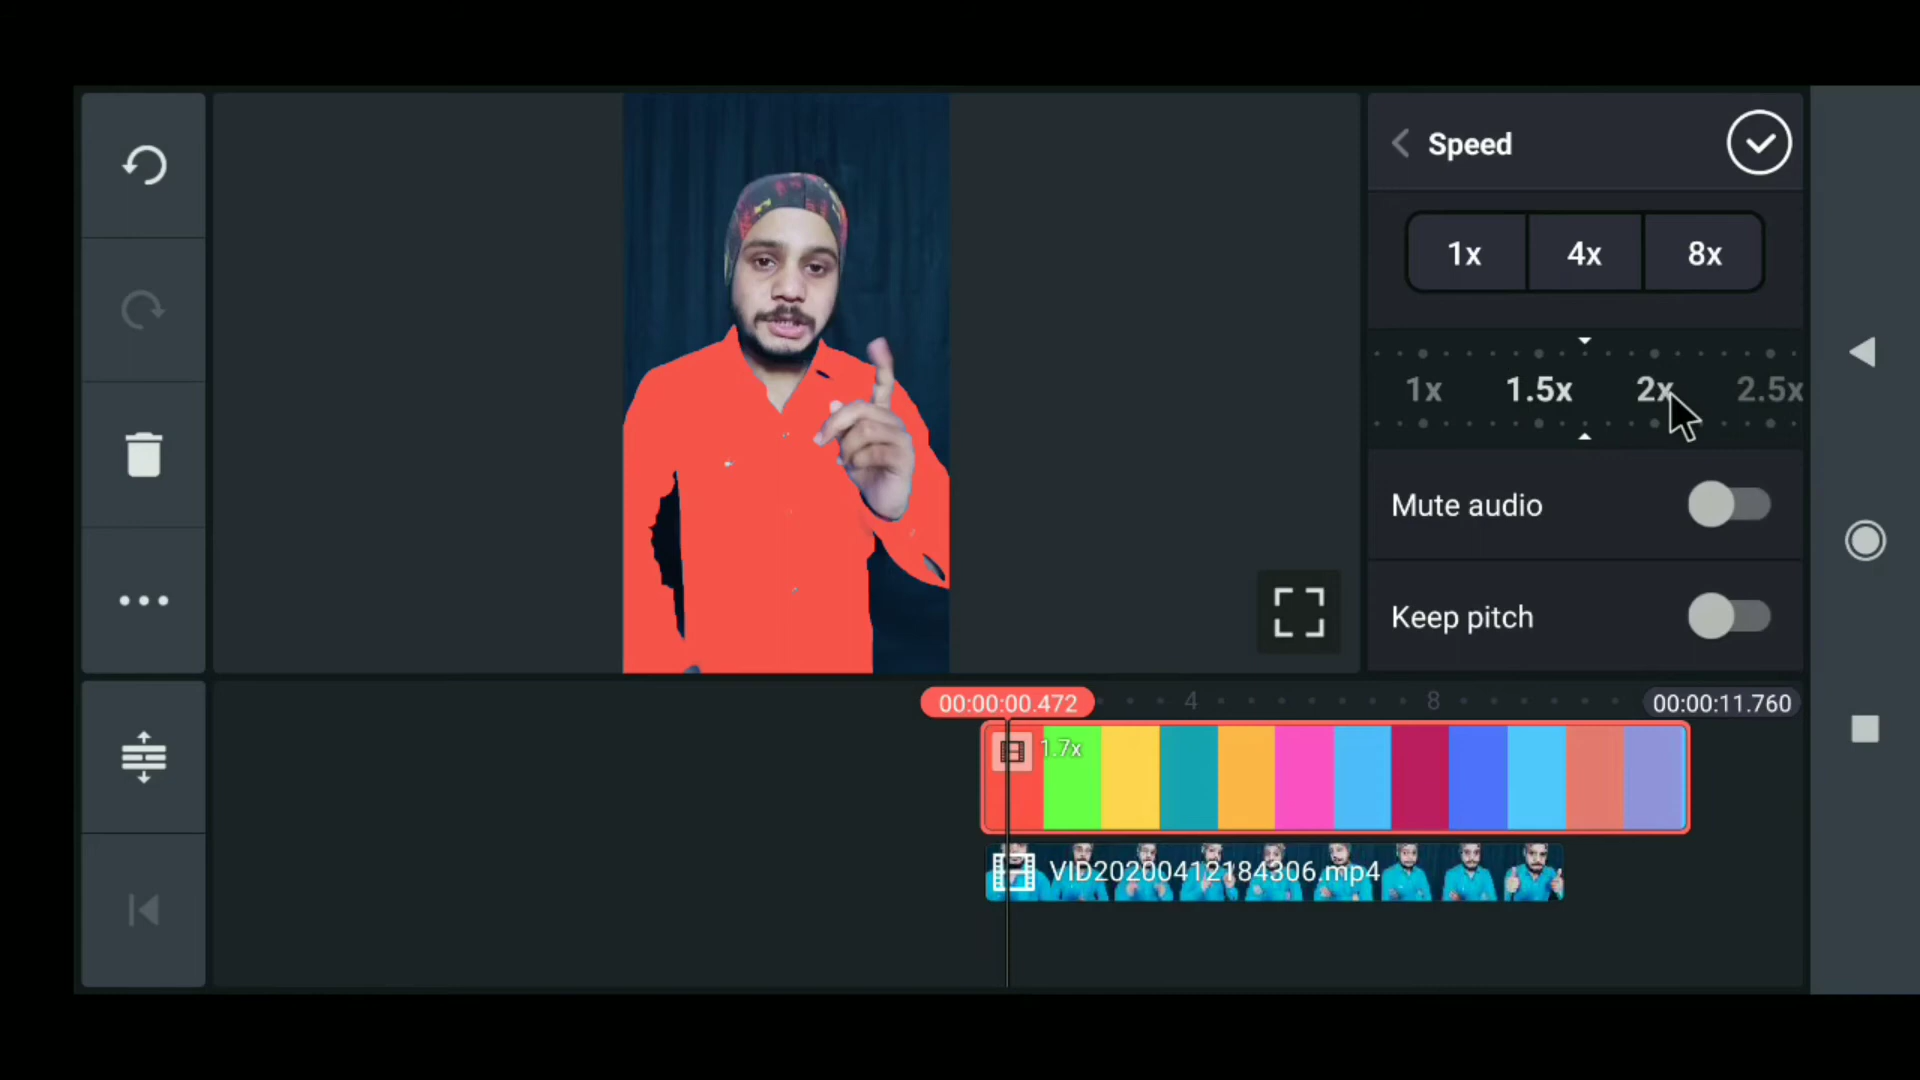 Speed
1x 4x 8x
1x 1.5x 2x 2.5x
Mute audio
Keep pitch
00:00:00.472 4 8 00:00:11.760
1.7x
VID20200412184306.mp4